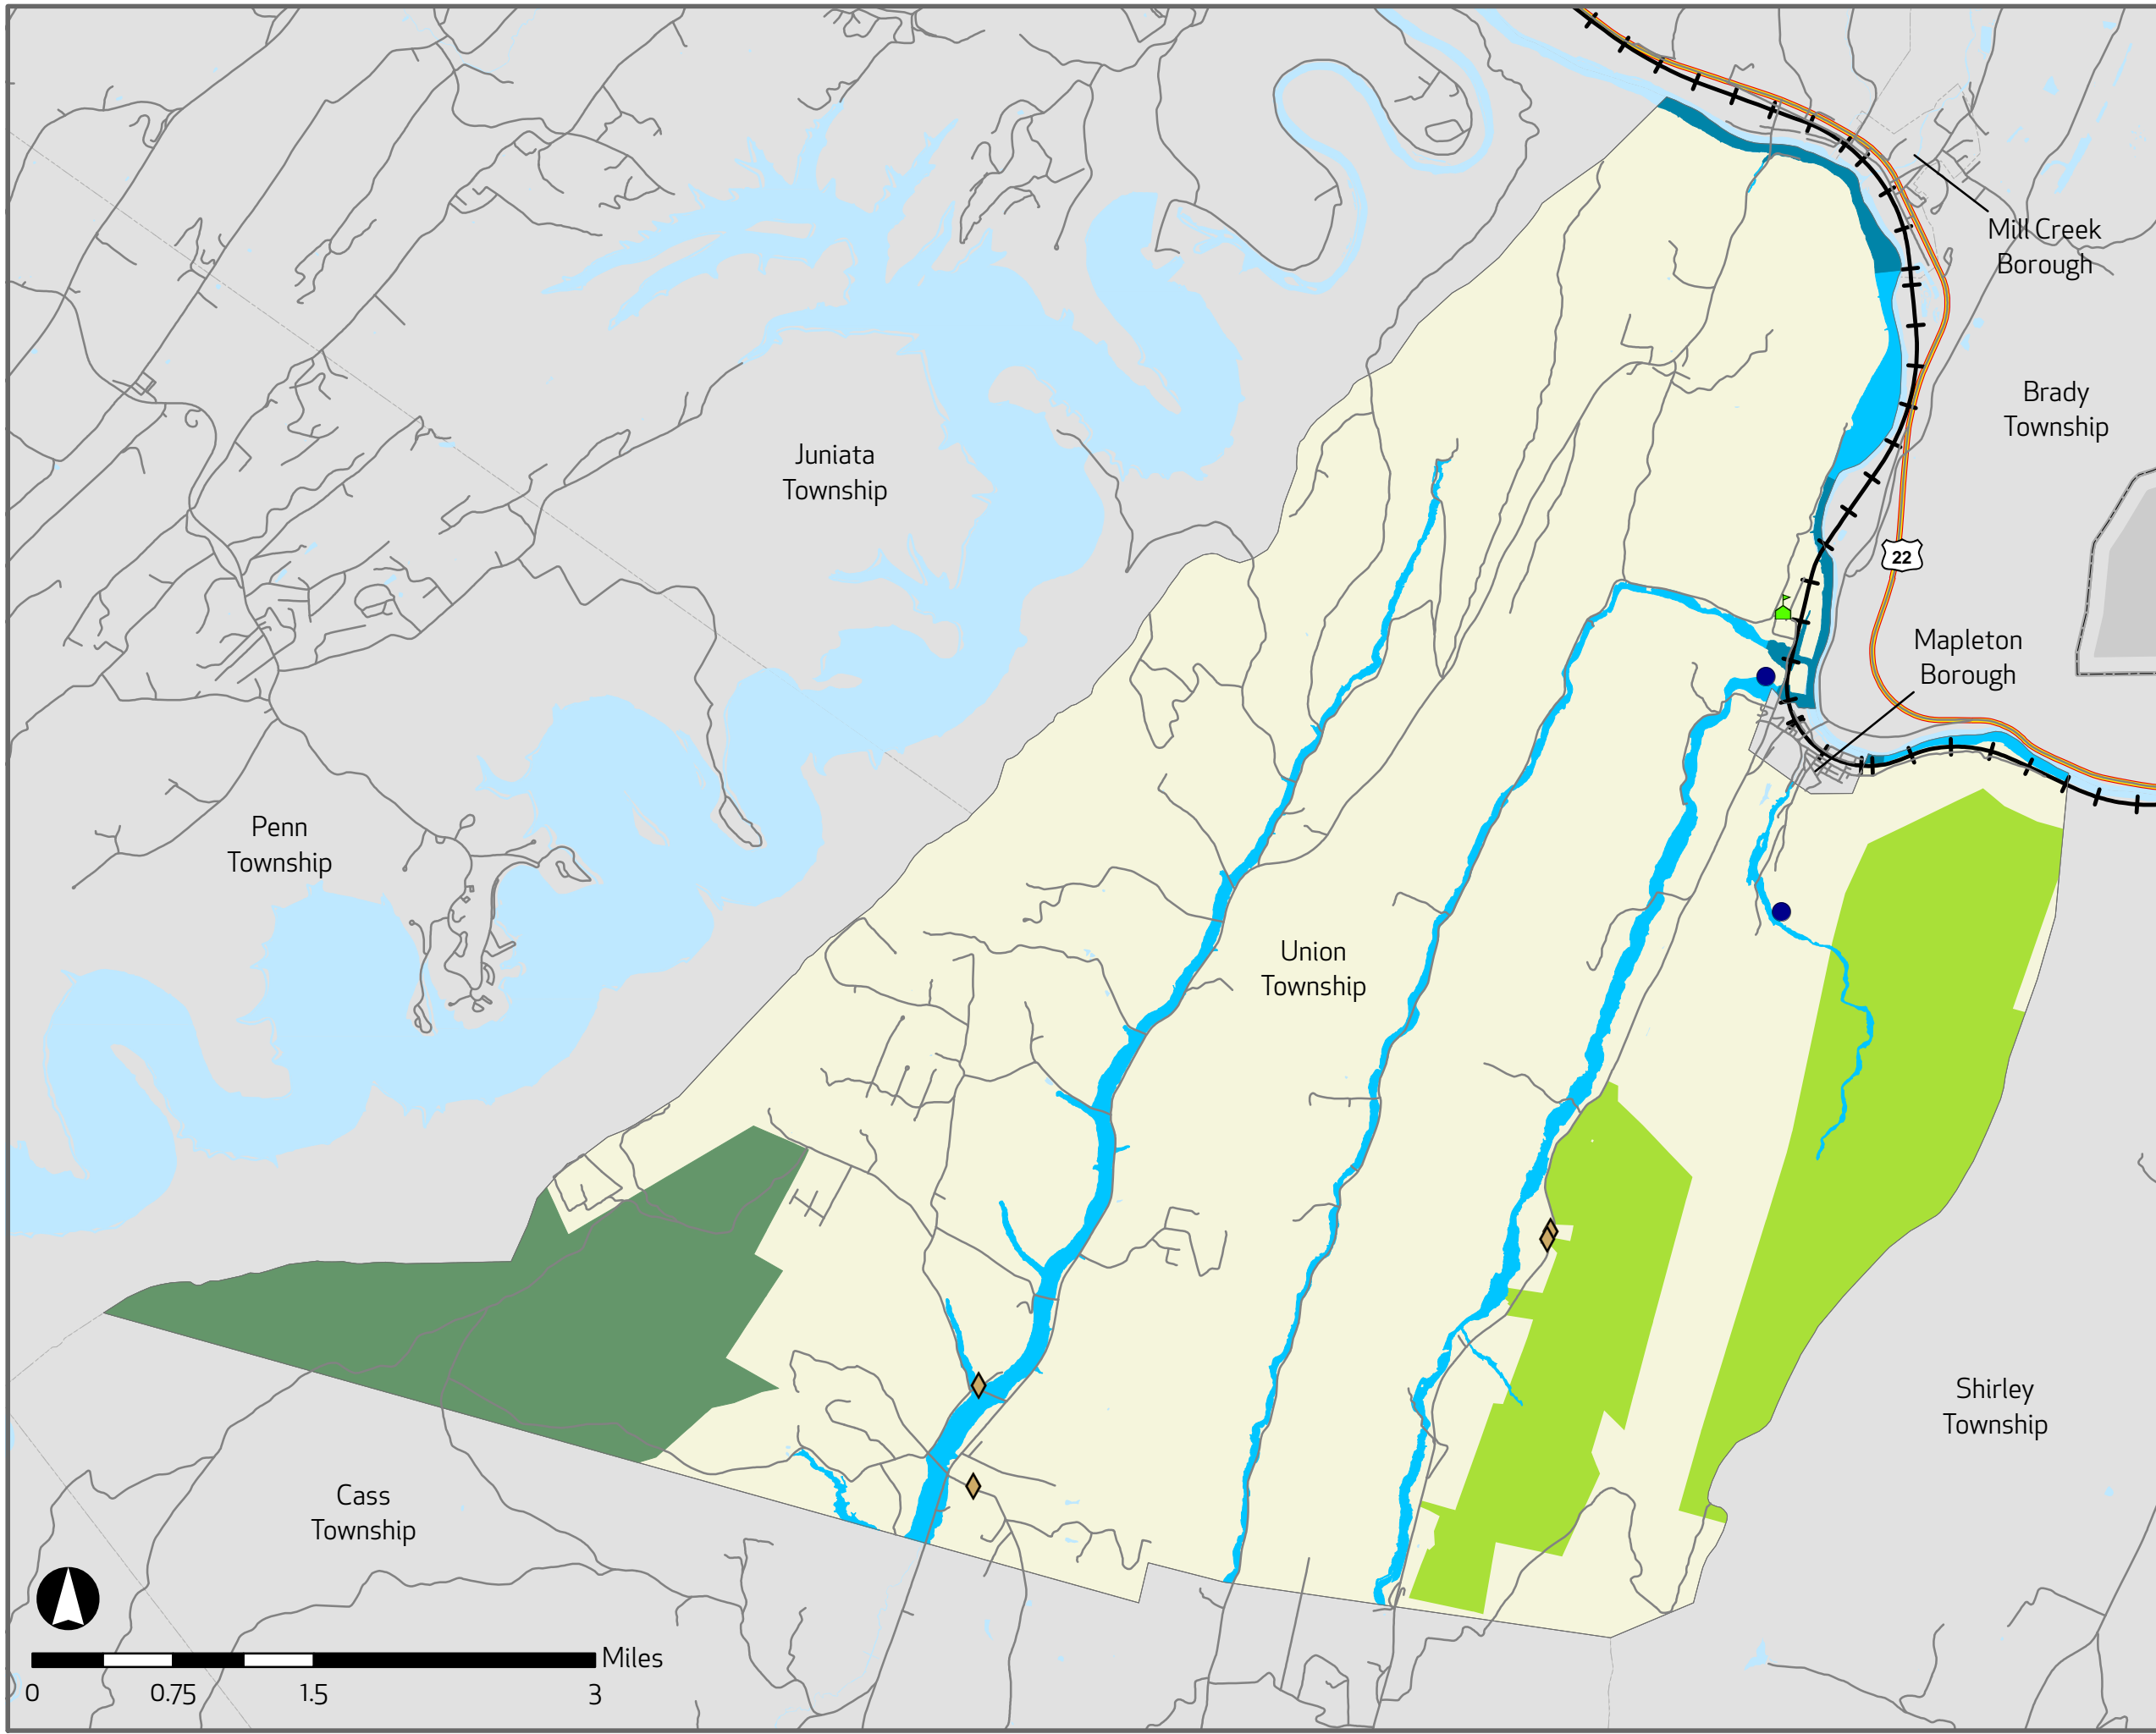 Mill Creek
Borough
Brady
Township
Juniata
Township
22
Mapleton
Borough
Penn
Township
Union
Township
Shirley
Township
Cass
Township
Miles
0 0.75 1.5 3